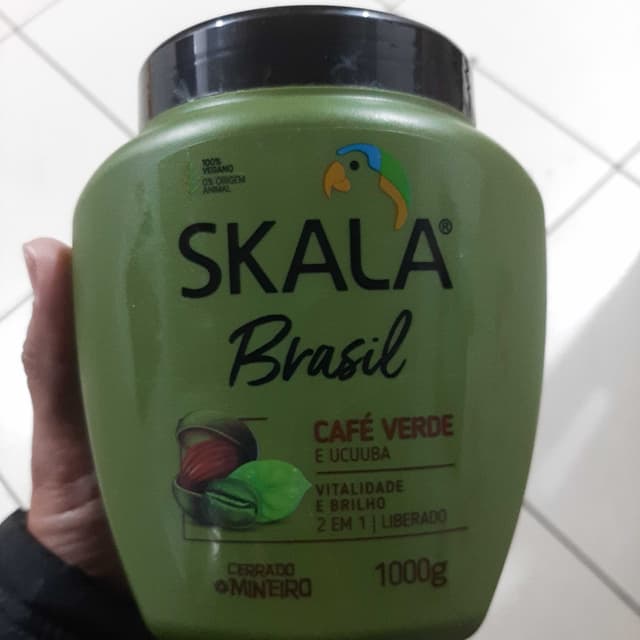 100%
VEGANO
0% ORIGEM
ANIMAL
SKALA®
Brasil
CAFÉ VERDE
E UCUUBA
VITALIDADE
E BRILHO
2 EM 1 | LIBERADO
CERRADO
MINEIRO
1000g